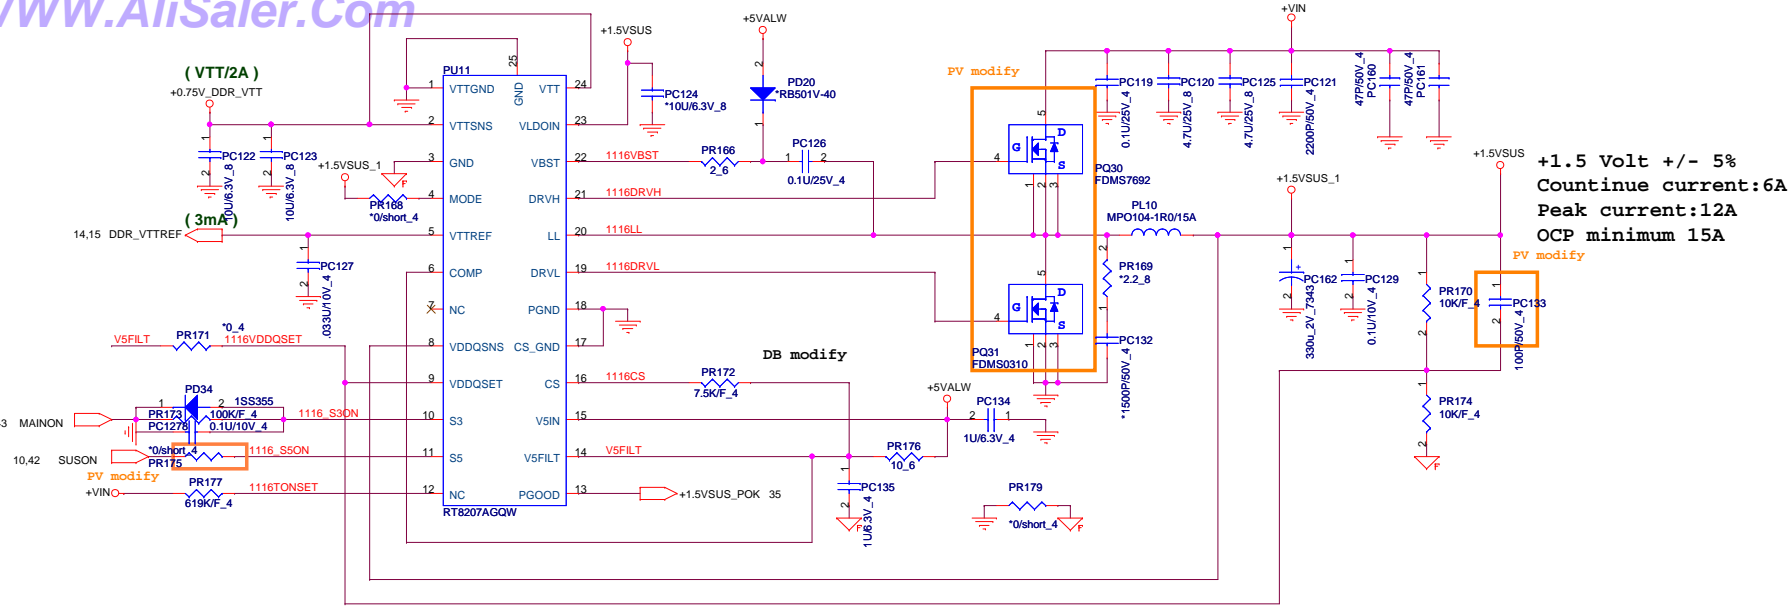 WWW.AliSaler.Com
( VTT/2A )
+0.75V_DDR_VTT
PC122
10U/6.3V_8
PC123
10U/6.3V_8
+1.5VSUS_1
PR168
*0/short_4
( 3mA )
14,15 DDR_VTTREF
PC127
.033U/10V_4
V5FILT
PR171
*0_4
1116VDDQSET
PD34
1SS355
MAINON
PR173
100K/F_4
PC1278
0.1U/10V_4
1116_S3ON
10,42 SUSON
*0/short_4
PR175
1116_S5ON
PV modify
+VIN
PR177
619K/F_4
1116TONSET
PU11
1 VTTGND
2 VTTSNS
3 GND
4 MODE
5 VTTREF
6 COMP
7 NC
8 VDDQSNS
9 VDDQSET
10 S3
11 S5
12 NC
25 GND
VTT 24
VLDOIN 23
VBST 22
DRVH 21
LL 20
DRVL 19
PGND 18
CS_GND 17
CS 16
V5IN 15
V5FILT 14
PGOOD 13
RT8207AGQW
+1.5VSUS
PC124
*10U/6.3V_8
+5VALW
PD20
*RB501V-40
1116VBST
PR166
2_6
PC126
0.1U/25V_4
1116DRVH
1116LL
1116DRVL
DB modify
1116CS
PR172
7.5K/F_4
+5VALW
PC134
1U/6.3V_4
V5FILT
PR176
10_6
PC135
1U/6.3V_4
+1.5VSUS_POK 35
PR179
*0/short_4
PV modify
G D S
PQ30
FDMS7692
G D S
PQ31
FDMS0310
+VIN
PC119
0.1U/25V_4
PC120
4.7U/25V_8
PC125
4.7U/25V_8
PC121
2200P/50V_4
47P/50V_4
PC160
47P/50V_4
PC161
PL10
MPO104-1R0/15A
PR169
*2.2_8
PC132
*1500P/50V_4
+1.5VSUS_1
PC162
330u_2V_7343
PC129
0.1U/10V_4
PR170
10K/F_4
PR174
10K/F_4
+1.5VSUS
PV modify
PC133
100P/50V_4
+1.5 Volt +/- 5%
Countinue current:6A
Peak current:12A
OCP minimum 15A